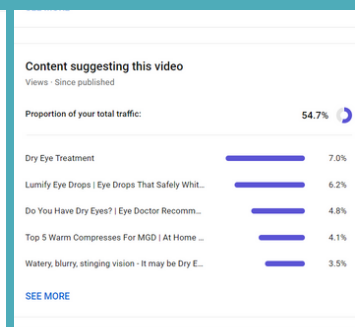 Content suggesting this video
Views · Since published
Proportion of your total traffic: 54.7%
Dry Eye Treatment 7.0%
Lumify Eye Drops | Eye Drops That Safely Whit... 6.2%
Do You Have Dry Eyes? | Eye Doctor Recomm... 4.8%
Top 5 Warm Compresses For MGD | At Home ... 4.1%
Watery, blurry, stinging vision - It may be Dry E... 3.5%
SEE MORE